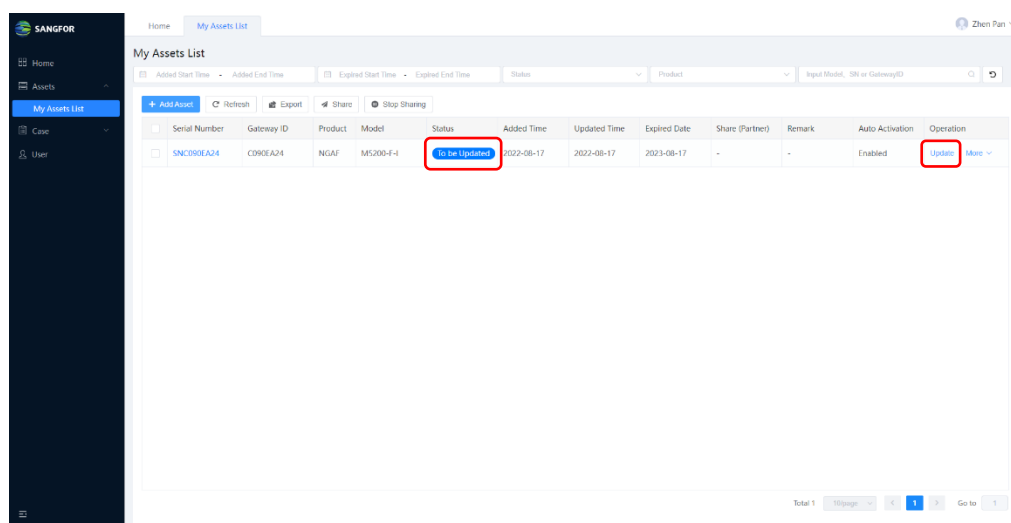 SANGFOR
Home
My Assets List
Zhen Pan
Home
Assets
My Assets List
Case
User
My Assets List
Added Start Time - Added End Time
Expired Start Time - Expired End Time
Status
Product
Input Model, SN or GatewayID
+ Add Asset
Refresh
Export
Share
Stop Sharing
Serial Number Gateway ID Product Model Status Added Time Updated Time Expired Date Share (Partner) Remark Auto Activation Operation
SNC090EA24 C090EA24 NGAF M5200-F-I To be Updated 2022-08-17 2022-08-17 2023-08-17 - - Enabled Update More
Total 1 10/page < 1 > Go to 1